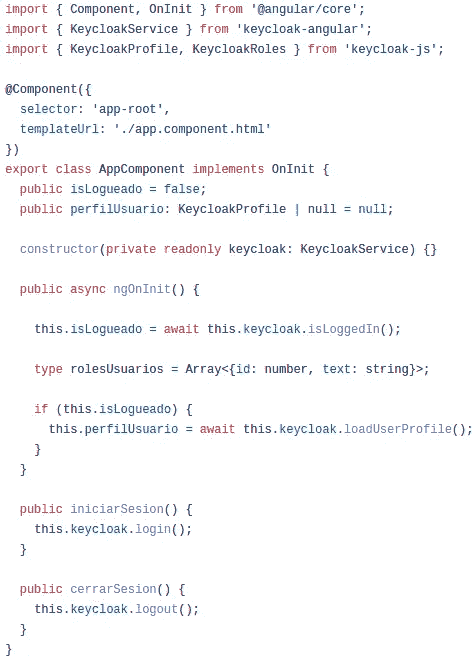 import { Component, OnInit } from '@angular/core';
import { KeycloakService } from 'keycloak-angular';
import { KeycloakProfile, KeycloakRoles } from 'keycloak-js';

@Component({
  selector: 'app-root',
  templateUrl: './app.component.html'
})
export class AppComponent implements OnInit {
  public isLogueado = false;
  public perfilUsuario: KeycloakProfile | null = null;

  constructor(private readonly keycloak: KeycloakService) {}

  public async ngOnInit() {

    this.isLogueado = await this.keycloak.isLoggedIn();

    type rolesUsuarios = Array<{id: number, text: string}>;

    if (this.isLogueado) {
      this.perfilUsuario = await this.keycloak.loadUserProfile();
    }
  }

  public iniciarSesion() {
    this.keycloak.login();
  }

  public cerrarSesion() {
    this.keycloak.logout();
  }
}